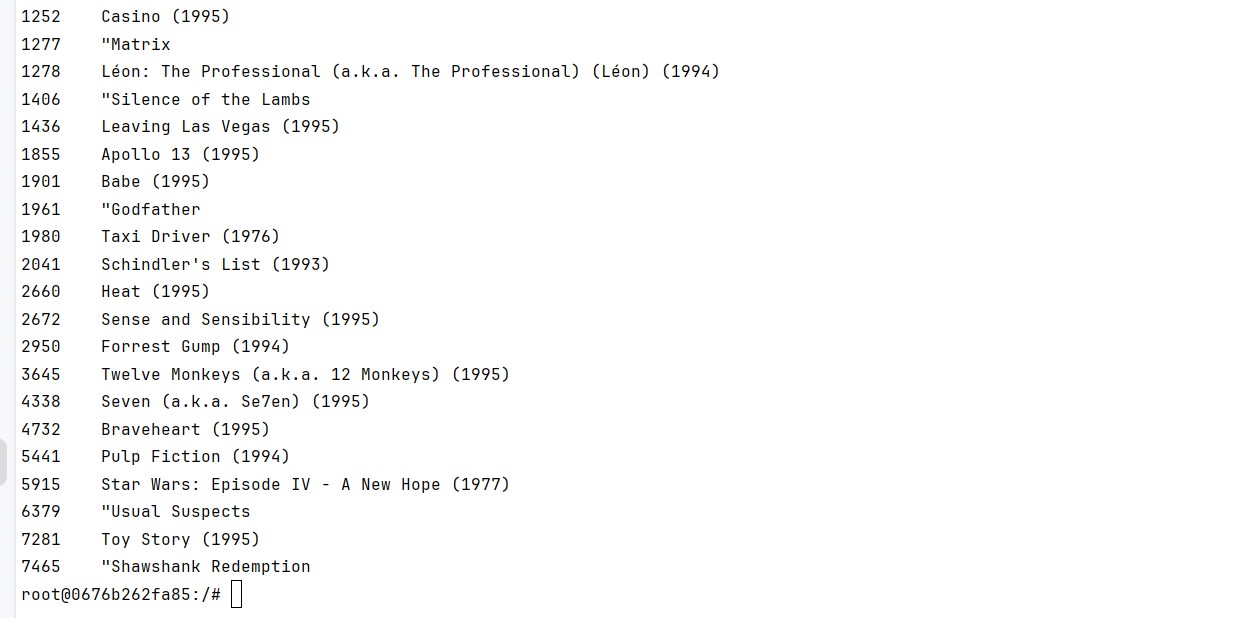 1252    Casino (1995)
1277    "Matrix
1278    Léon: The Professional (a.k.a. The Professional) (Léon) (1994)
1406    "Silence of the Lambs
1436    Leaving Las Vegas (1995)
1855    Apollo 13 (1995)
1901    Babe (1995)
1961    "Godfather
1980    Taxi Driver (1976)
2041    Schindler's List (1993)
2660    Heat (1995)
2672    Sense and Sensibility (1995)
2950    Forrest Gump (1994)
3645    Twelve Monkeys (a.k.a. 12 Monkeys) (1995)
4338    Seven (a.k.a. Se7en) (1995)
4732    Braveheart (1995)
5441    Pulp Fiction (1994)
5915    Star Wars: Episode IV - A New Hope (1977)
6379    "Usual Suspects
7281    Toy Story (1995)
7465    "Shawshank Redemption
root@0676b262fa85:/#